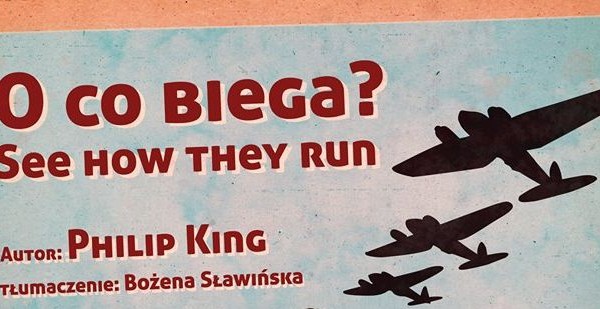 O co biega?
See how they run
Autor: Philip King
tłumaczenie: Bożena Sławińska